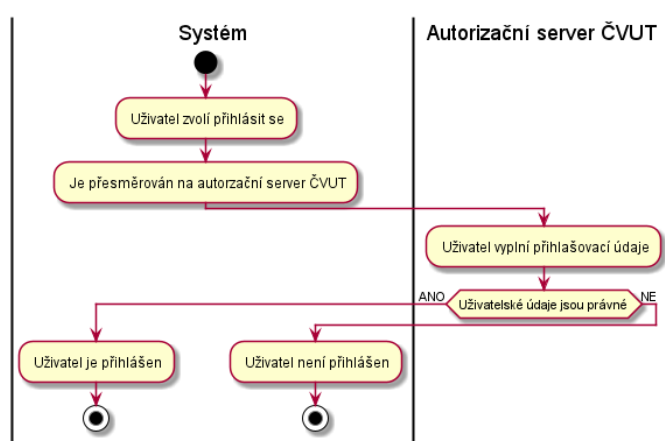 Systém
Autorizační server ČVUT
Uživatel zvolí přihlásit se
Je přesměrován na autorzační server ČVUT
Uživatel vyplní přihlašovací údaje
ANO
Uživatelské údaje jsou právné
NE
Uživatel je přihlášen
Uživatel není přihlášen